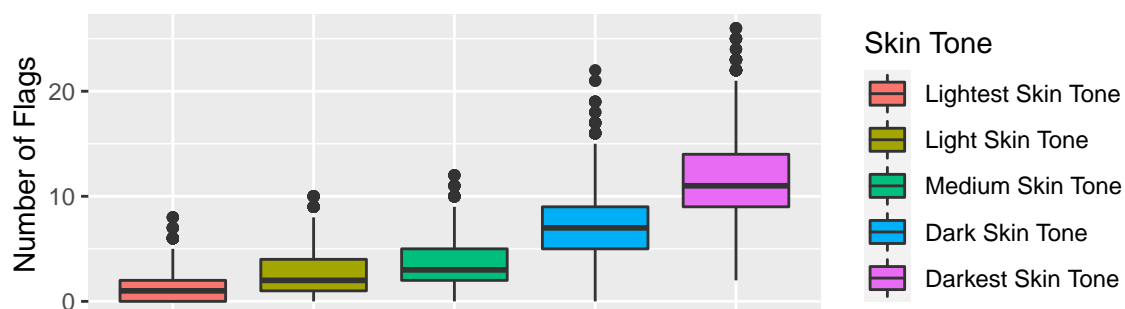 Number of Flags
20
10
0
Skin Tone
Lightest Skin Tone
Light Skin Tone
Medium Skin Tone
Dark Skin Tone
Darkest Skin Tone